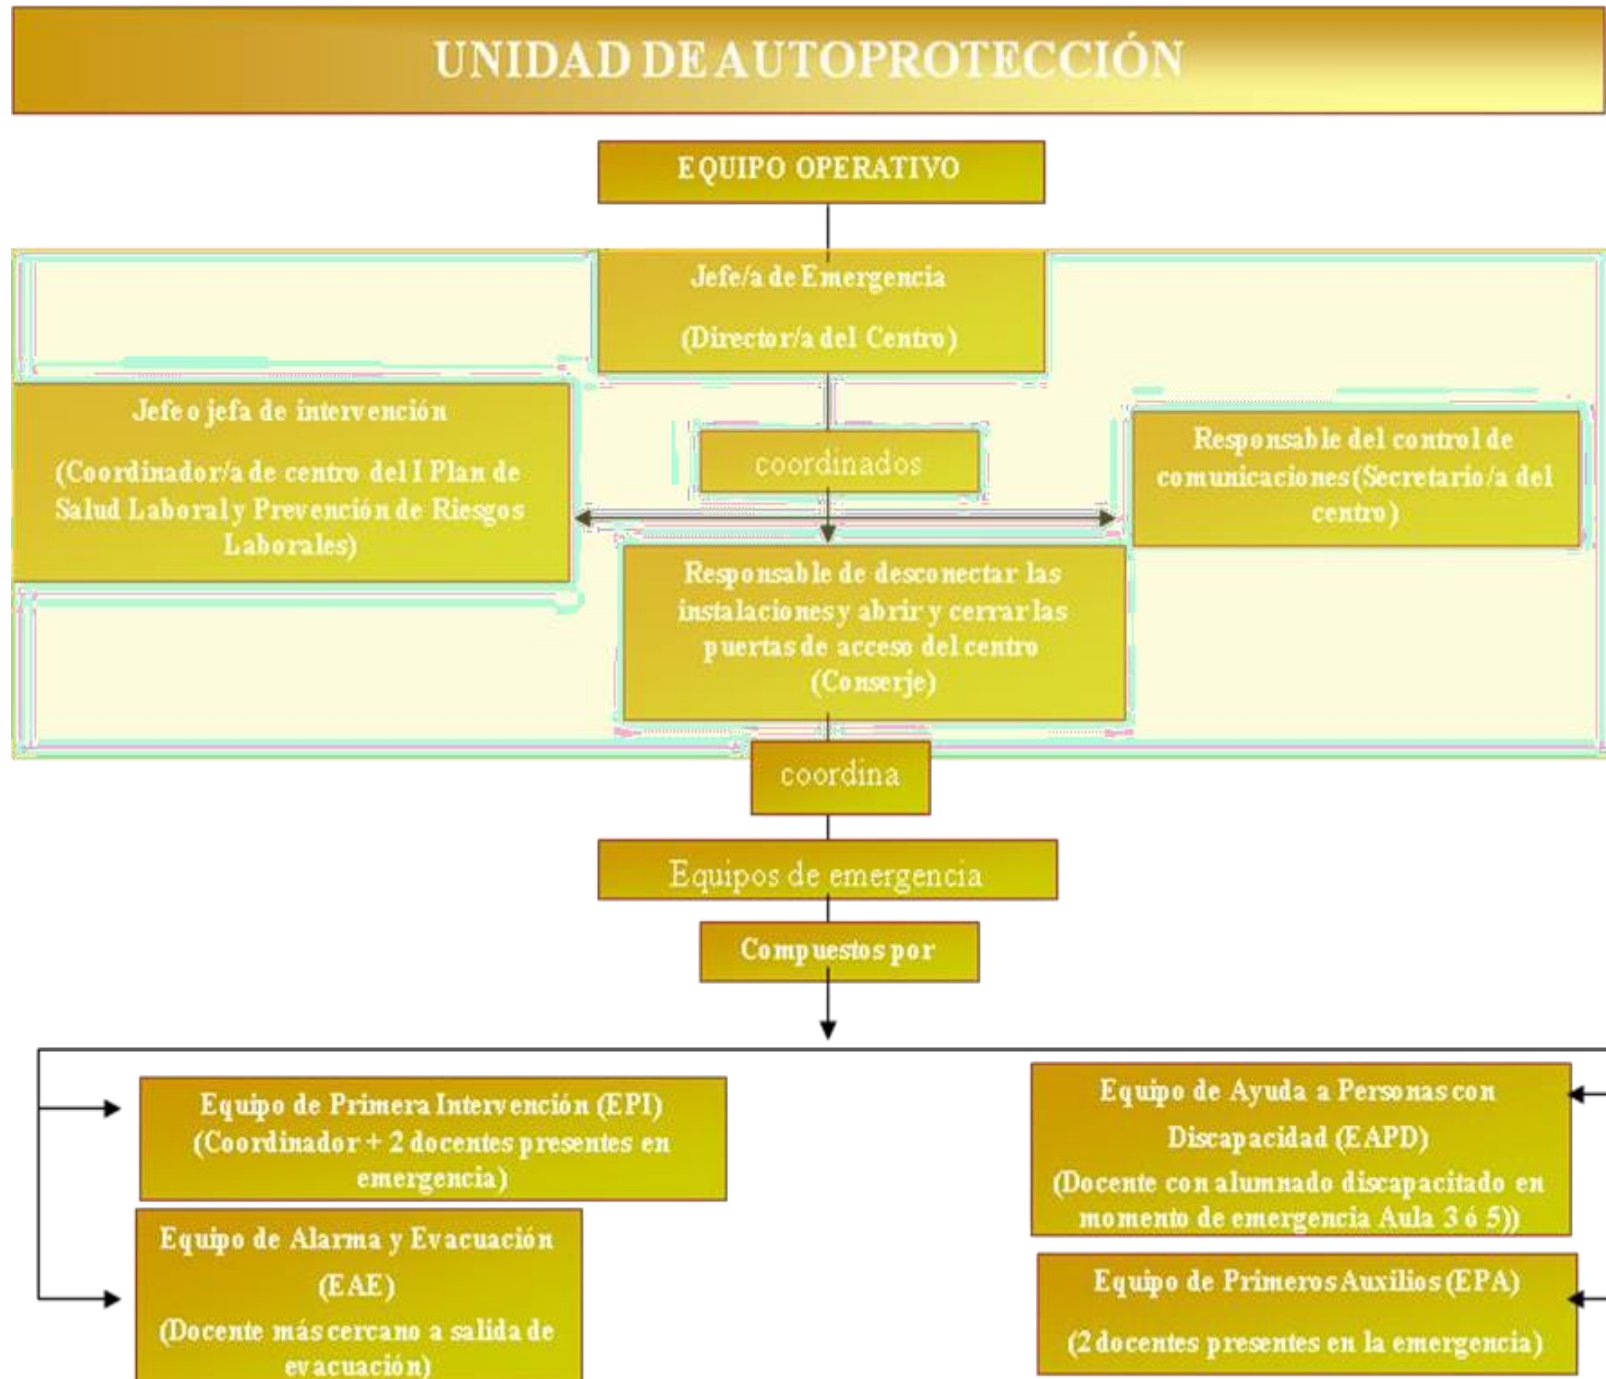 UNIDAD DE AUTOPROTECCIÓN
EQUIPO OPERATIVO
Jefe/a de Emergencia
(Director/a del Centro)
Jefe o jefa de intervención
(Coordinador/a de centro del I Plan de
Salud Laboral y Prevención de Riesgos
Laborales)
coordinados
Responsable del control de
comunicaciones (Secretario/a del
centro)
Responsable de desconectar las
instalaciones y abrir y cerrar las
puertas de acceso del centro
(Conserje)
coordina
Equipos de emergencia
Compuestos por
Equipo de Primera Intervención (EPI)
(Coordinador + 2 docentes presentes en
emergencia)
Equipo de Alarma y Evacuación
(EAE)
(Docente más cercano a salida de
evacuación)
Equipo de Ayuda a Personas con
Discapacidad (EAPD)
(Docente con alumnado discapacitado en
momento de emergencia Aula 3 ó 5))
Equipo de Primeros Auxilios (EPA)
(2 docentes presentes en la emergencia)